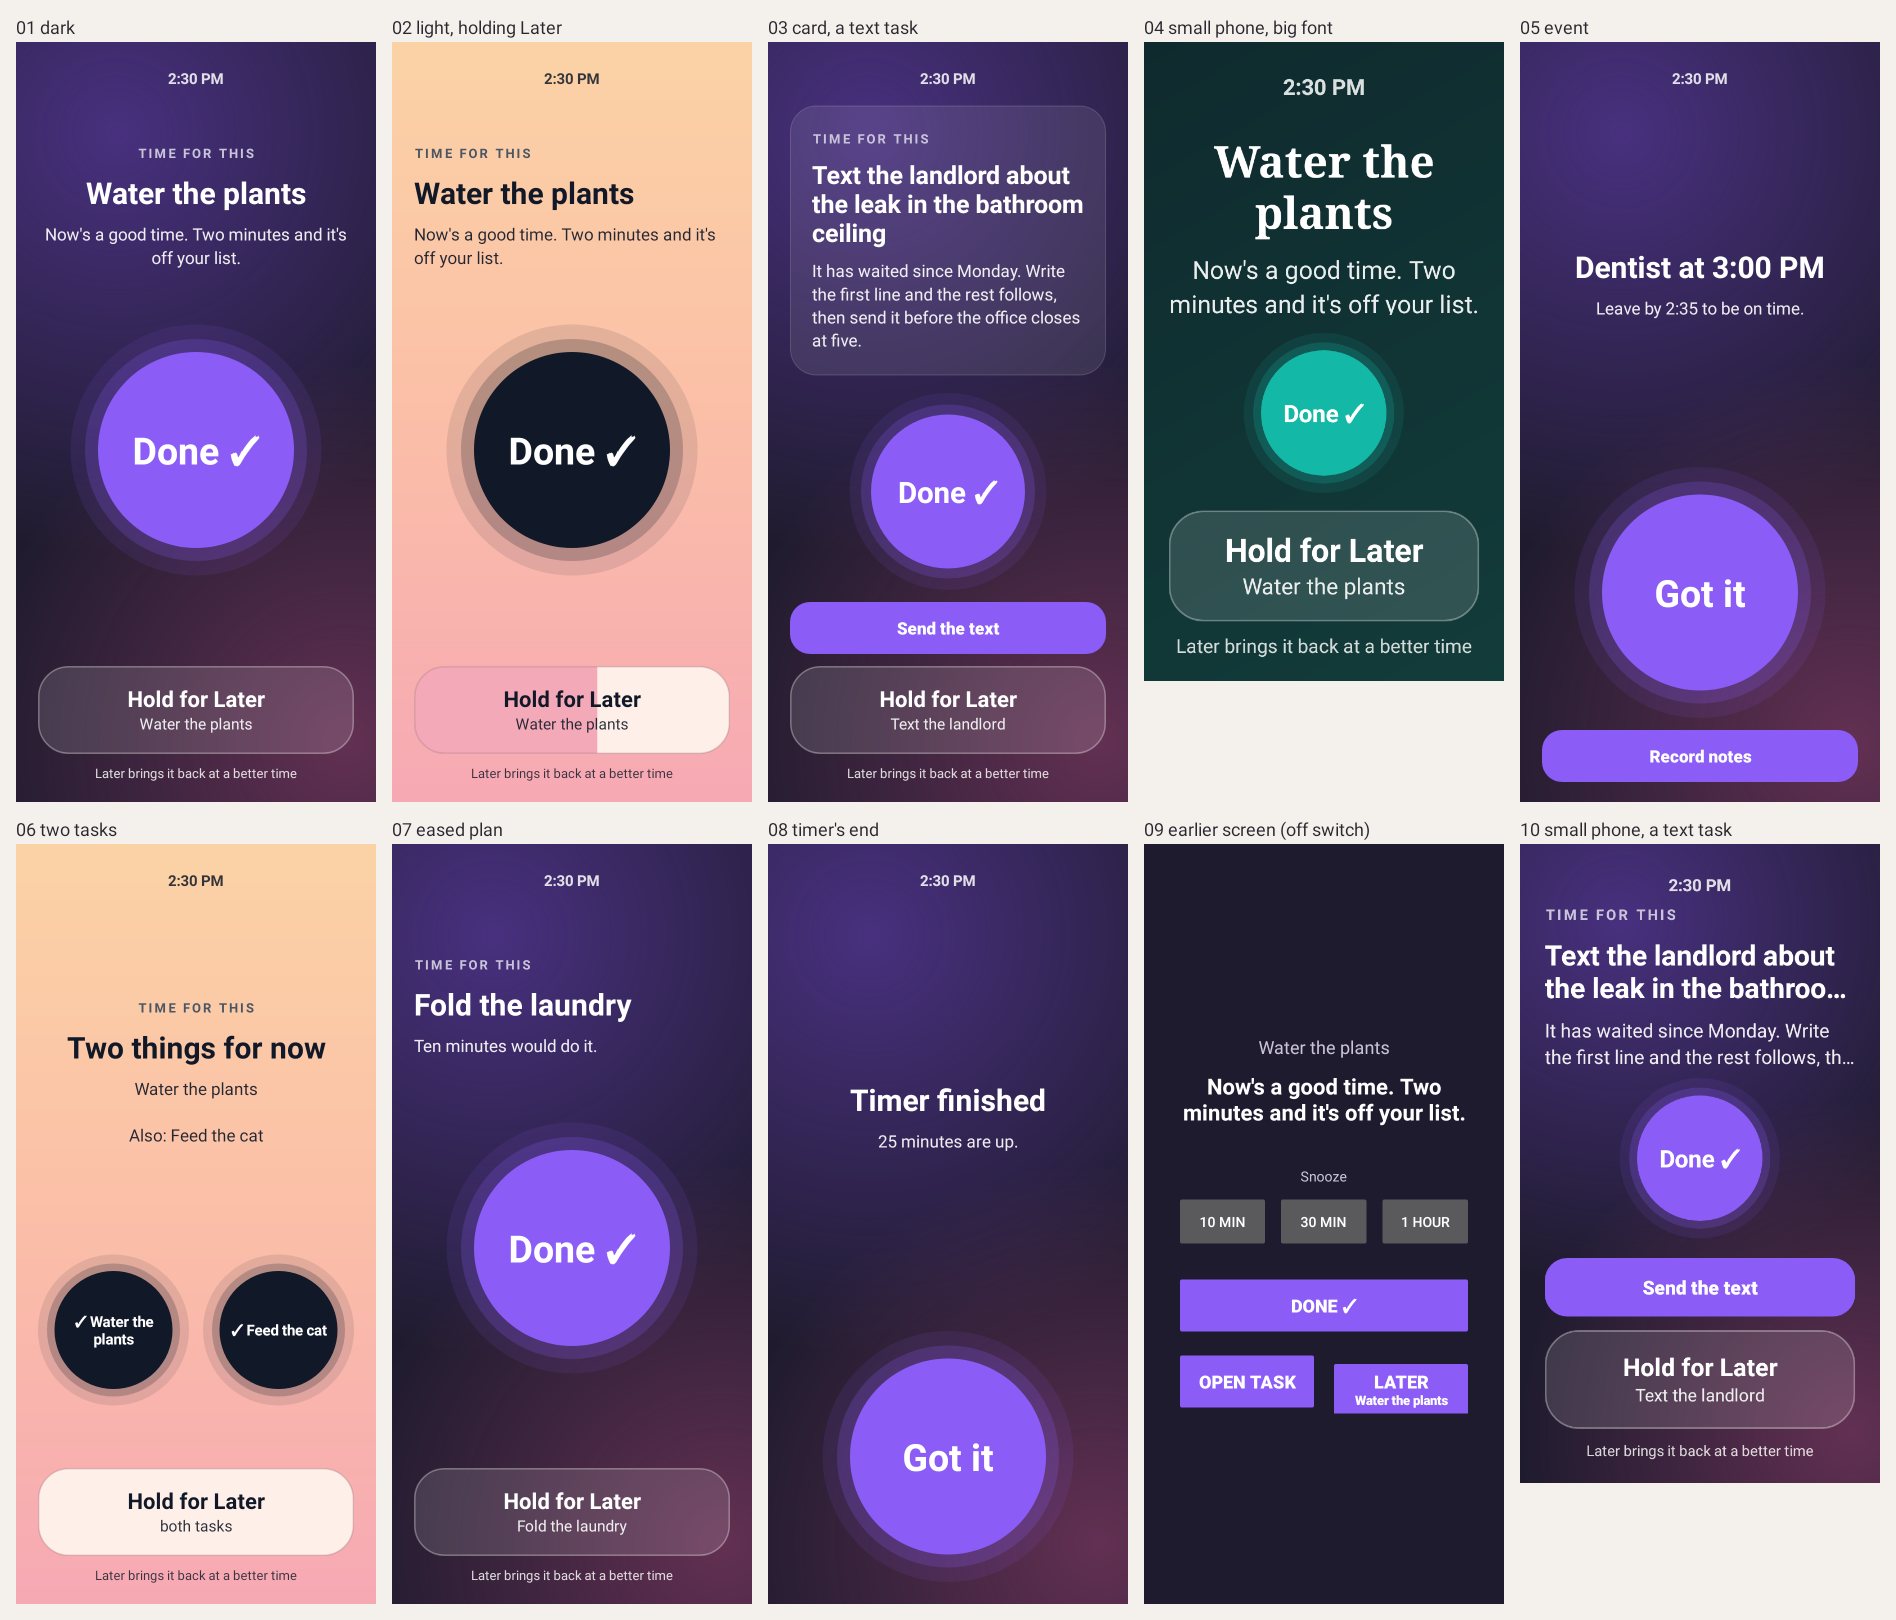 01 dark
2:30 PM
TIME FOR THIS
Water the plants
Now's a good time. Two minutes and it's
off your list.
Done ✓
Hold for Later
Water the plants
Later brings it back at a better time
02 light, holding Later
2:30 PM
TIME FOR THIS
Water the plants
Now's a good time. Two minutes and it's
off your list.
Done ✓
Hold for Later
Water the plants
Later brings it back at a better time
03 card, a text task
2:30 PM
TIME FOR THIS
Text the landlord about
the leak in the bathroom
ceiling
It has waited since Monday. Write
the first line and the rest follows,
then send it before the office closes
at five.
Done ✓
Send the text
Hold for Later
Text the landlord
Later brings it back at a better time
04 small phone, big font
2:30 PM
Water the
plants
Now's a good time. Two
minutes and it's off your list.
Done ✓
Hold for Later
Water the plants
Later brings it back at a better time
05 event
2:30 PM
Dentist at 3:00 PM
Leave by 2:35 to be on time.
Got it
Record notes
06 two tasks
2:30 PM
TIME FOR THIS
Two things for now
Water the plants
Also: Feed the cat
✓ Water the
plants
✓ Feed the cat
Hold for Later
both tasks
Later brings it back at a better time
07 eased plan
2:30 PM
TIME FOR THIS
Fold the laundry
Ten minutes would do it.
Done ✓
Hold for Later
Fold the laundry
Later brings it back at a better time
08 timer's end
2:30 PM
Timer finished
25 minutes are up.
Got it
09 earlier screen (off switch)
Water the plants
Now's a good time. Two
minutes and it's off your list.
Snooze
10 MIN
30 MIN
1 HOUR
DONE ✓
OPEN TASK
LATER
Water the plants
10 small phone, a text task
2:30 PM
TIME FOR THIS
Text the landlord about
the leak in the bathroo...
It has waited since Monday. Write
the first line and the rest follows, th...
Done ✓
Send the text
Hold for Later
Text the landlord
Later brings it back at a better time